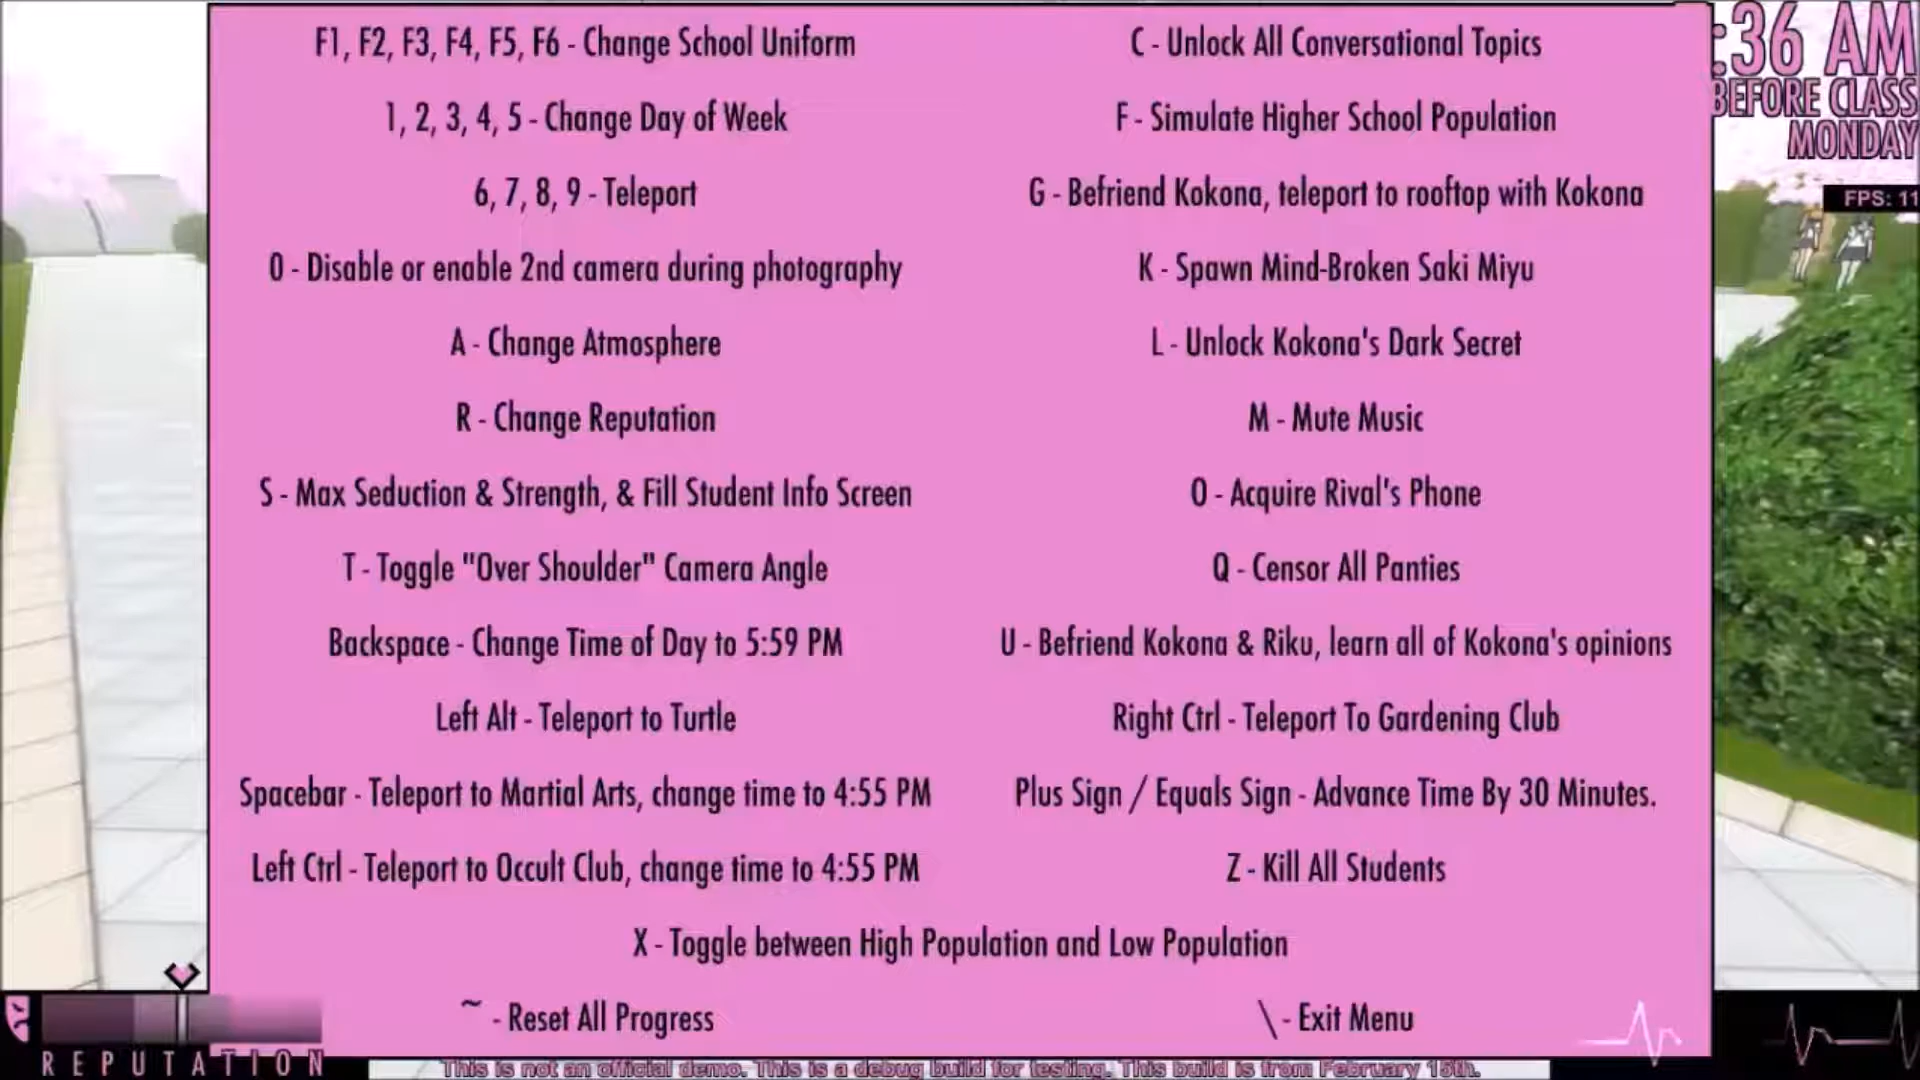 F1, F2, F3, F4, F5, F6 - Change School Uniform
1, 2, 3, 4, 5 - Change Day of Week
6, 7, 8, 9 - Teleport
0 - Disable or enable 2nd camera during photography
A - Change Atmosphere
R - Change Reputation
S - Max Seduction & Strength, & Fill Student Info Screen
T - Toggle "Over Shoulder" Camera Angle
Backspace - Change Time of Day to 5:59 PM
Left Alt - Teleport to Turtle
Spacebar - Teleport to Martial Arts, change time to 4:55 PM
Left Ctrl - Teleport to Occult Club, change time to 4:55 PM
C - Unlock All Conversational Topics
F - Simulate Higher School Population
G - Befriend Kokona, teleport to rooftop with Kokona
K - Spawn Mind-Broken Saki Miyu
L - Unlock Kokona's Dark Secret
M - Mute Music
O - Acquire Rival's Phone
Q - Censor All Panties
U - Befriend Kokona & Riku, learn all of Kokona's opinions
Right Ctrl - Teleport To Gardening Club
Plus Sign / Equals Sign - Advance Time By 30 Minutes.
Z - Kill All Students
X - Toggle between High Population and Low Population
~ - Reset All Progress
\ - Exit Menu
:36 AM
BEFORE CLASS
MONDAY
FPS: 11
REPUTATION
This is not an official demo. This is a debug build for testing. This build is from February 15th.